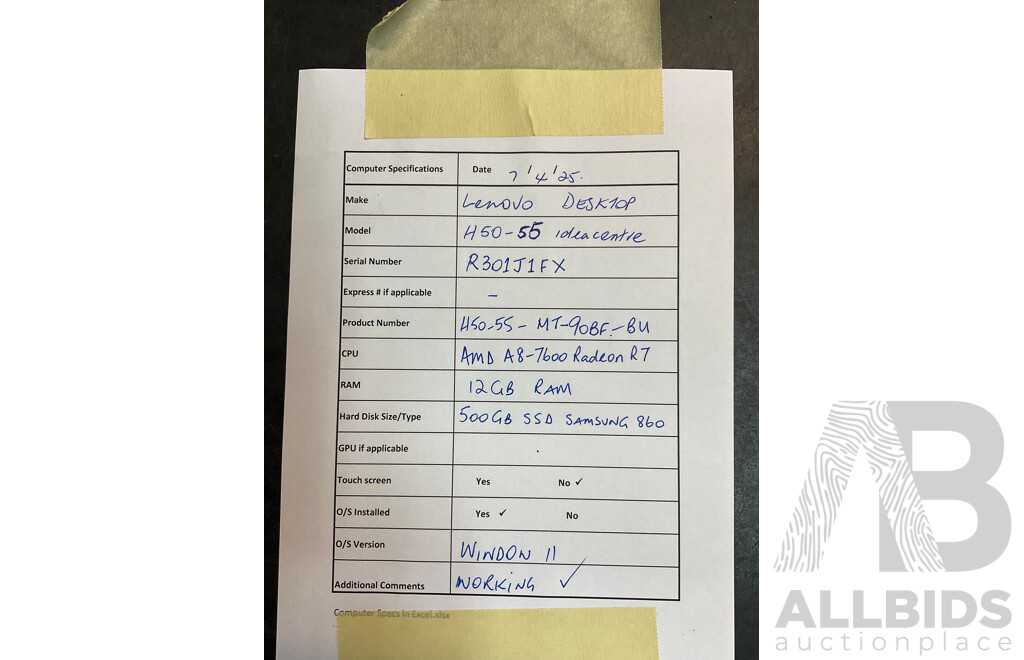 Computer Specifications Date 7/4/25.
Make Lenovo DESKTOP
Model H50-55 ideacentre
Serial Number R301J1FX
Express # if applicable –
Product Number H50-55-MT-90BF-BU
CPU AMD A8-7600 Radeon R7
RAM 12GB RAM
Hard Disk Size/Type 500GB SSD SAMSUNG 860
GPU if applicable
Touch screen Yes No ✓
O/S Installed Yes ✓ No
O/S Version WINDOW 11
Additional Comments WORKING ✓
Computer Specs in Excel.xlsx
AB
ALLBIDS
auctionplace